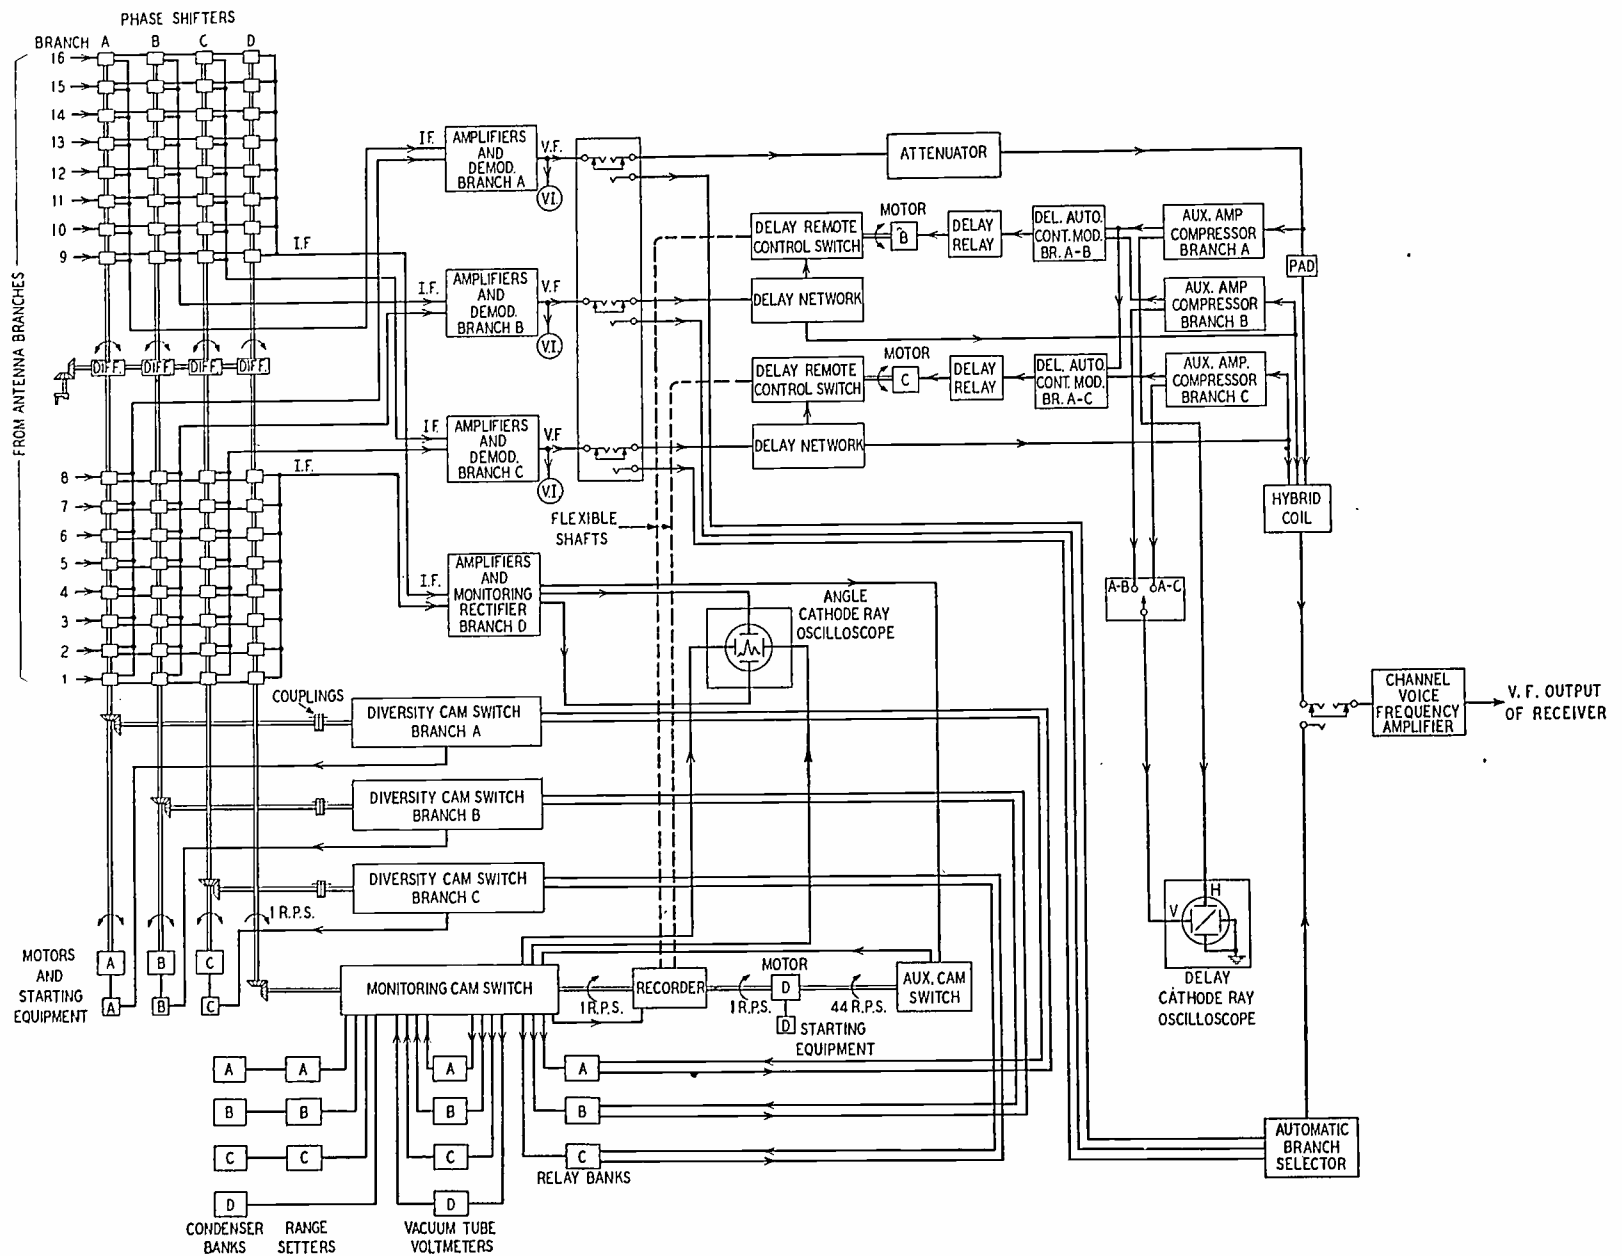 PHASE SHIFTERS
BRANCH A B C D
16
15
14
13
12
11
10
9
FROM ANTENNA BRANCHES
DIFF. DIFF. DIFF. DIFF.
8
7
6
5
4
3
2
1
I.F.
AMPLIFIERS
AND
DEMOD.
BRANCH A
V.F.
V.I.
I.F
I.F.
AMPLIFIERS
AND
DEMOD.
BRANCH B
V.F
V.I.
I.F.
AMPLIFIERS
AND
DEMOD.
BRANCH C
V.F
V.I.
I.F.
I.F.
AMPLIFIERS
AND
MONITORING
RECTIFIER
BRANCH D
ATTENUATOR
DELAY REMOTE
CONTROL SWITCH
MOTOR
B
DELAY
RELAY
DEL. AUTO.
CONT. MOD.
BR. A-B
AUX. AMP
COMPRESSOR
BRANCH A
PAD
DELAY NETWORK
AUX. AMP
COMPRESSOR
BRANCH B
DELAY REMOTE
CONTROL SWITCH
MOTOR
C
DELAY
RELAY
DEL. AUTO.
CONT. MOD.
BR. A-C
AUX. AMP.
COMPRESSOR
BRANCH C
DELAY NETWORK
HYBRID
COIL
FLEXIBLE
SHAFTS
A-B A-C
ANGLE
CATHODE RAY
OSCILLOSCOPE
COUPLINGS
DIVERSITY CAM SWITCH
BRANCH A
DIVERSITY CAM SWITCH
BRANCH B
DIVERSITY CAM SWITCH
BRANCH C
CHANNEL
VOICE
FREQUENCY
AMPLIFIER
V. F. OUTPUT
OF RECEIVER
1 R.P.S.
MOTORS
AND
STARTING
EQUIPMENT
A B C
A B C
MONITORING CAM SWITCH
1 R.P.S.
RECORDER
1 R.P.S.
MOTOR
D
D
STARTING
EQUIPMENT
44 R.P.S.
AUX. CAM
SWITCH
H
V
DELAY
CATHODE RAY
OSCILLOSCOPE
A A A A
B B B B
C C C C
RELAY BANKS
D D
CONDENSER
BANKS
RANGE
SETTERS
VACUUM TUBE
VOLTMETERS
AUTOMATIC
BRANCH
SELECTOR